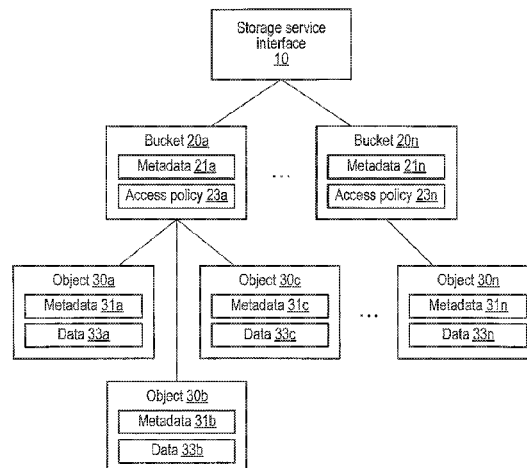 Storage service
interface
10
Bucket 20a
Metadata 21a
Access policy 23a
...
Bucket 20n
Metadata 21n
Access policy 23n
Object 30a
Metadata 31a
Data 33a
Object 30c
Metadata 31c
Data 33c
...
Object 30n
Metadata 31n
Data 33n
Object 30b
Metadata 31b
Data 33b